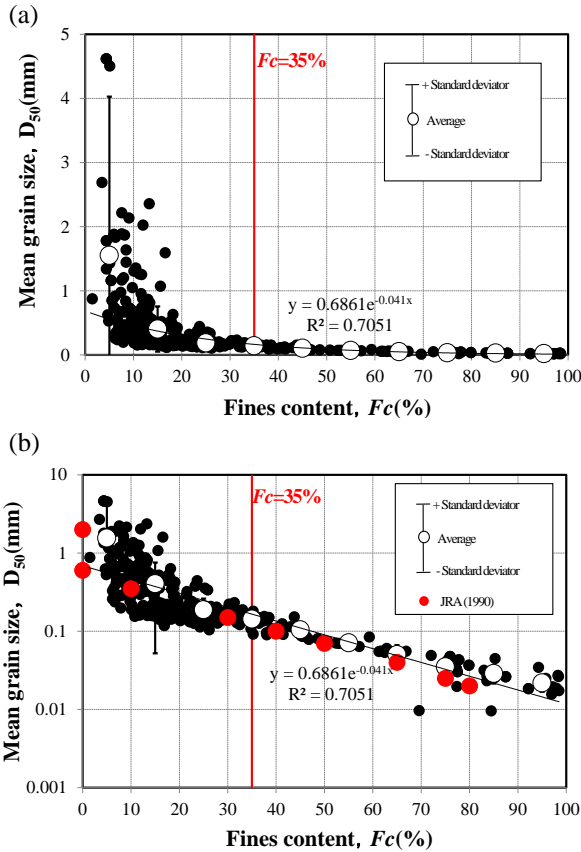 (a)
Mean grain size, D50(mm)
5
4
3
2
1
0
Fc=35%
+ Standard deviator
Average
- Standard deviator
y = 0.6861e^-0.041x
R² = 0.7051
0 10 20 30 40 50 60 70 80 90 100
Fines content, Fc(%)
(b)
Mean grain size, D50(mm)
10
1
0.1
0.01
0.001
Fc=35%
+ Standard deviator
Average
- Standard deviator
JRA (1990)
y = 0.6861e^-0.041x
R² = 0.7051
0 10 20 30 40 50 60 70 80 90 100
Fines content, Fc(%)